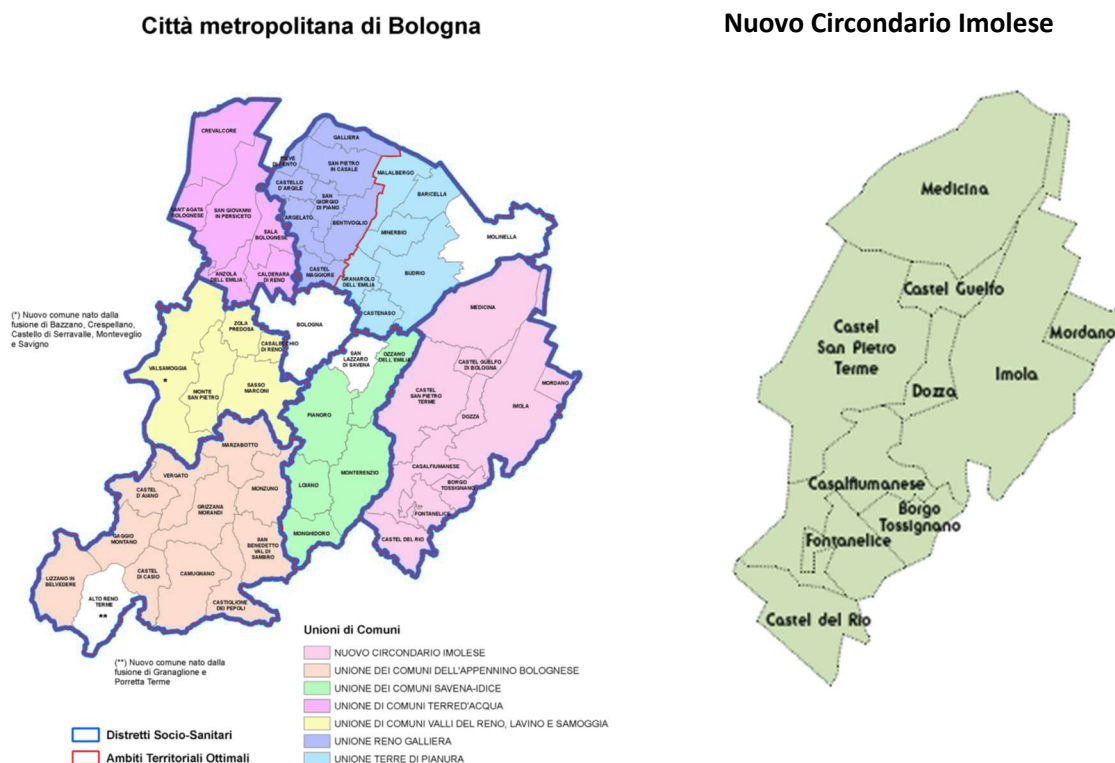 Città metropolitana di Bologna
CREVALCORE
SANT'AGATA
BOLOGNESE
SAN GIOVANNI
IN PERSICETO
SALA
BOLOGNESE
ANZOLA
DELL'EMILIA
CALDERARA
DI RENO
GALLIERA
PIEVE
DI CENTO
SAN PIETRO
IN CASALE
CASTELLO
D'ARGILE
SAN
GIORGIO
DI PIANO
ARGELATO
BENTIVOGLIO
CASTEL
MAGGIORE
MALALBERGO
BARICELLA
MINERBIO
MOLINELLA
GRANAROLO
DELL'EMILIA
BUDRIO
CASTENASO
(*) Nuovo comune nato dalla
fusione di Bazzano, Crespellano,
Castello di Serravalle, Monteveglio
e Savigno
ZOLA
PREDOSA
BOLOGNA
CASALECCHIO
DI RENO
VALSAMOGGIA
*
MONTE
SAN PIETRO
SASSO
MARCONI
SAN
LAZZARO
DI SAVENA
OZZANO
DELL'EMILIA
PIANORO
MONTERENZIO
LOIANO
MONGHIDORO
MEDICINA
CASTEL GUELFO
DI BOLOGNA
CASTEL
SAN PIETRO
TERME
MORDANO
IMOLA
DOZZA
CASALFIUMANESE
BORGO
TOSSIGNANO
FONTANELICE
CASTEL DEL RIO
MARZABOTTO
VERGATO
CASTEL
D'AIANO
MONZUNO
GRIZZANA
MORANDI
GAGGIO
MONTANO
SAN
BENEDETTO
VAL DI
SAMBRO
LIZZANO IN
BELVEDERE
CASTEL
DI CASIO
CAMUGNANO
ALTO RENO
TERME
**
CASTIGLIONE
DEI PEPOLI
(**) Nuovo comune nato dalla
fusione di Granaglione e
Porretta Terme
Distretti Socio-Sanitari
Ambiti Territoriali Ottimali
Unioni di Comuni
NUOVO CIRCONDARIO IMOLESE
UNIONE DEI COMUNI DELL'APPENNINO BOLOGNESE
UNIONE DEI COMUNI SAVENA-IDICE
UNIONE DI COMUNI TERRED'ACQUA
UNIONE DI COMUNI VALLI DEL RENO, LAVINO E SAMOGGIA
UNIONE RENO GALLIERA
UNIONE TERRE DI PIANURA
Nuovo Circondario Imolese
Medicina
Castel Guelfo
Castel
San Pietro
Terme
Mordano
Imola
Dozza
Casalfiumanese
Borgo
Tossignano
Fontanelice
Castel del Rio